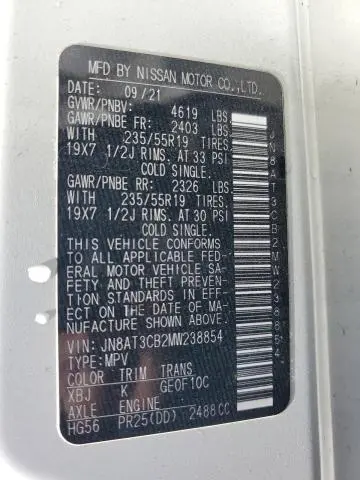 MFD BY NISSAN MOTOR CO.,LTD.
DATE: 09/21
GVWR/PNBV: 4619 LBS.
GAWR/PNBE FR: 2403 LBS.
WITH 235/55R19 TIRES.
19X7 1/2J RIMS. AT 33 PSI
COLD SINGLE.
GAWR/PNBE RR: 2326 LBS.
WITH 235/55R19 TIRES.
19X7 1/2J RIMS. AT 30 PSI
COLD SINGLE.
THIS VEHICLE CONFORMS
TO ALL APPLICABLE FED-
ERAL MOTOR VEHICLE SA-
FETY AND THEFT PREVEN-
TION STANDARDS IN EFF-
ECT ON THE DATE OF MA-
NUFACTURE SHOWN ABOVE.
VIN: JN8AT3CB2MW238854
TYPE:MPV
COLOR TRIM TRANS
XBJ K GE0F10C
AXLE ENGINE
HG56 PR25(DD) 2488CC
JN8AT3CB2MW238854